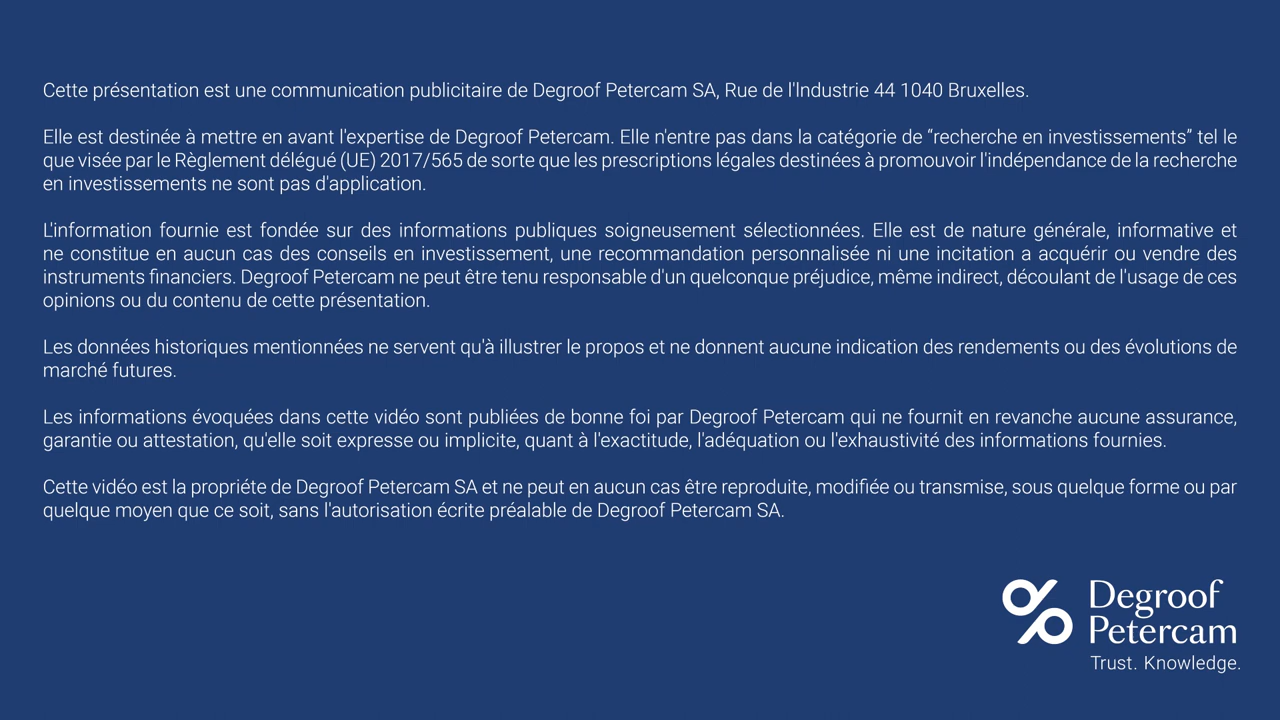 Cette présentation est une communication publicitaire de Degroof Petercam SA, Rue de l'Industrie 44 1040 Bruxelles.
Elle est destinée à mettre en avant l'expertise de Degroof Petercam. Elle n'entre pas dans la catégorie de “recherche en investissements” tel le
que visée par le Règlement délégué (UE) 2017/565 de sorte que les prescriptions légales destinées à promouvoir l'indépendance de la recherche
en investissements ne sont pas d'application.
L'information fournie est fondée sur des informations publiques soigneusement sélectionnées. Elle est de nature générale, informative et
ne constitue en aucun cas des conseils en investissement, une recommandation personnalisée ni une incitation a acquérir ou vendre des
instruments financiers. Degroof Petercam ne peut être tenu responsable d'un quelconque préjudice, même indirect, découlant de l'usage de ces
opinions ou du contenu de cette présentation.
Les données historiques mentionnées ne servent qu'à illustrer le propos et ne donnent aucune indication des rendements ou des évolutions de
marché futures.
Les informations évoquées dans cette vidéo sont publiées de bonne foi par Degroof Petercam qui ne fournit en revanche aucune assurance,
garantie ou attestation, qu'elle soit expresse ou implicite, quant à l'exactitude, l'adéquation ou l'exhaustivité des informations fournies.
Cette vidéo est la propriéte de Degroof Petercam SA et ne peut en aucun cas être reproduite, modifiée ou transmise, sous quelque forme ou par
quelque moyen que ce soit, sans l'autorisation écrite préalable de Degroof Petercam SA.
Degroof
Petercam
Trust. Knowledge.